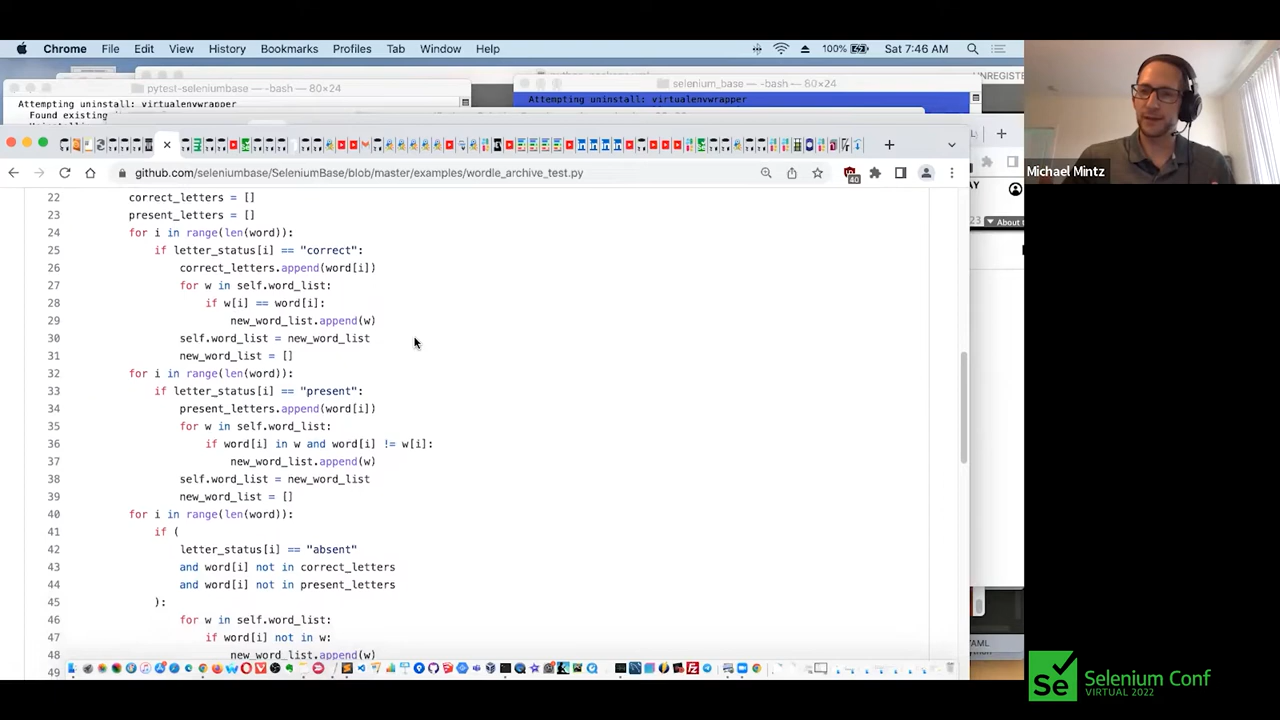 Chrome File Edit View History Bookmarks Profiles Tab Window Help 100% Sat 7:46 AM
pytest-seleniumbase — -bash — 80×24
selenium_base — -bash — 80×24
UNREGISTE
Attempting uninstall: virtualenvwrapper
Attempting uninstall: virtualenvwrapper
Found existing
github.com/seleniumbase/SeleniumBase/blob/master/examples/wordle_archive_test.py
40
AY
23 About t
22 correct_letters = []
23 present_letters = []
24 for i in range(len(word)):
25 if letter_status[i] == "correct":
26 correct_letters.append(word[i])
27 for w in self.word_list:
28 if w[i] == word[i]:
29 new_word_list.append(w)
30 self.word_list = new_word_list
31 new_word_list = []
32 for i in range(len(word)):
33 if letter_status[i] == "present":
34 present_letters.append(word[i])
35 for w in self.word_list:
36 if word[i] in w and word[i] != w[i]:
37 new_word_list.append(w)
38 self.word_list = new_word_list
39 new_word_list = []
40 for i in range(len(word)):
41 if (
42 letter_status[i] == "absent"
43 and word[i] not in correct_letters
44 and word[i] not in present_letters
45 ):
46 for w in self.word_list:
47 if word[i] not in w:
48 new_word_list.append(w)
49
YAML
Michael Mintz
Se
Selenium Conf
VIRTUAL 2022